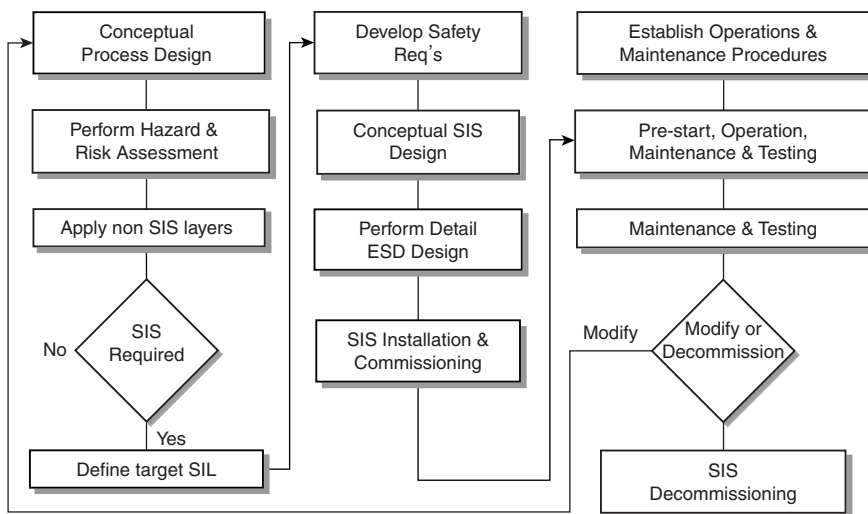 Conceptual
Process Design
Perform Hazard &
Risk Assessment
Apply non SIS layers
SIS
Required
No
Yes
Define target SIL
Develop Safety
Req's
Conceptual SIS
Design
Perform Detail
ESD Design
SIS Installation &
Commissioning
Establish Operations &
Maintenance Procedures
Pre-start, Operation,
Maintenance & Testing
Maintenance & Testing
Modify or
Decommission
Modify
SIS
Decommissioning